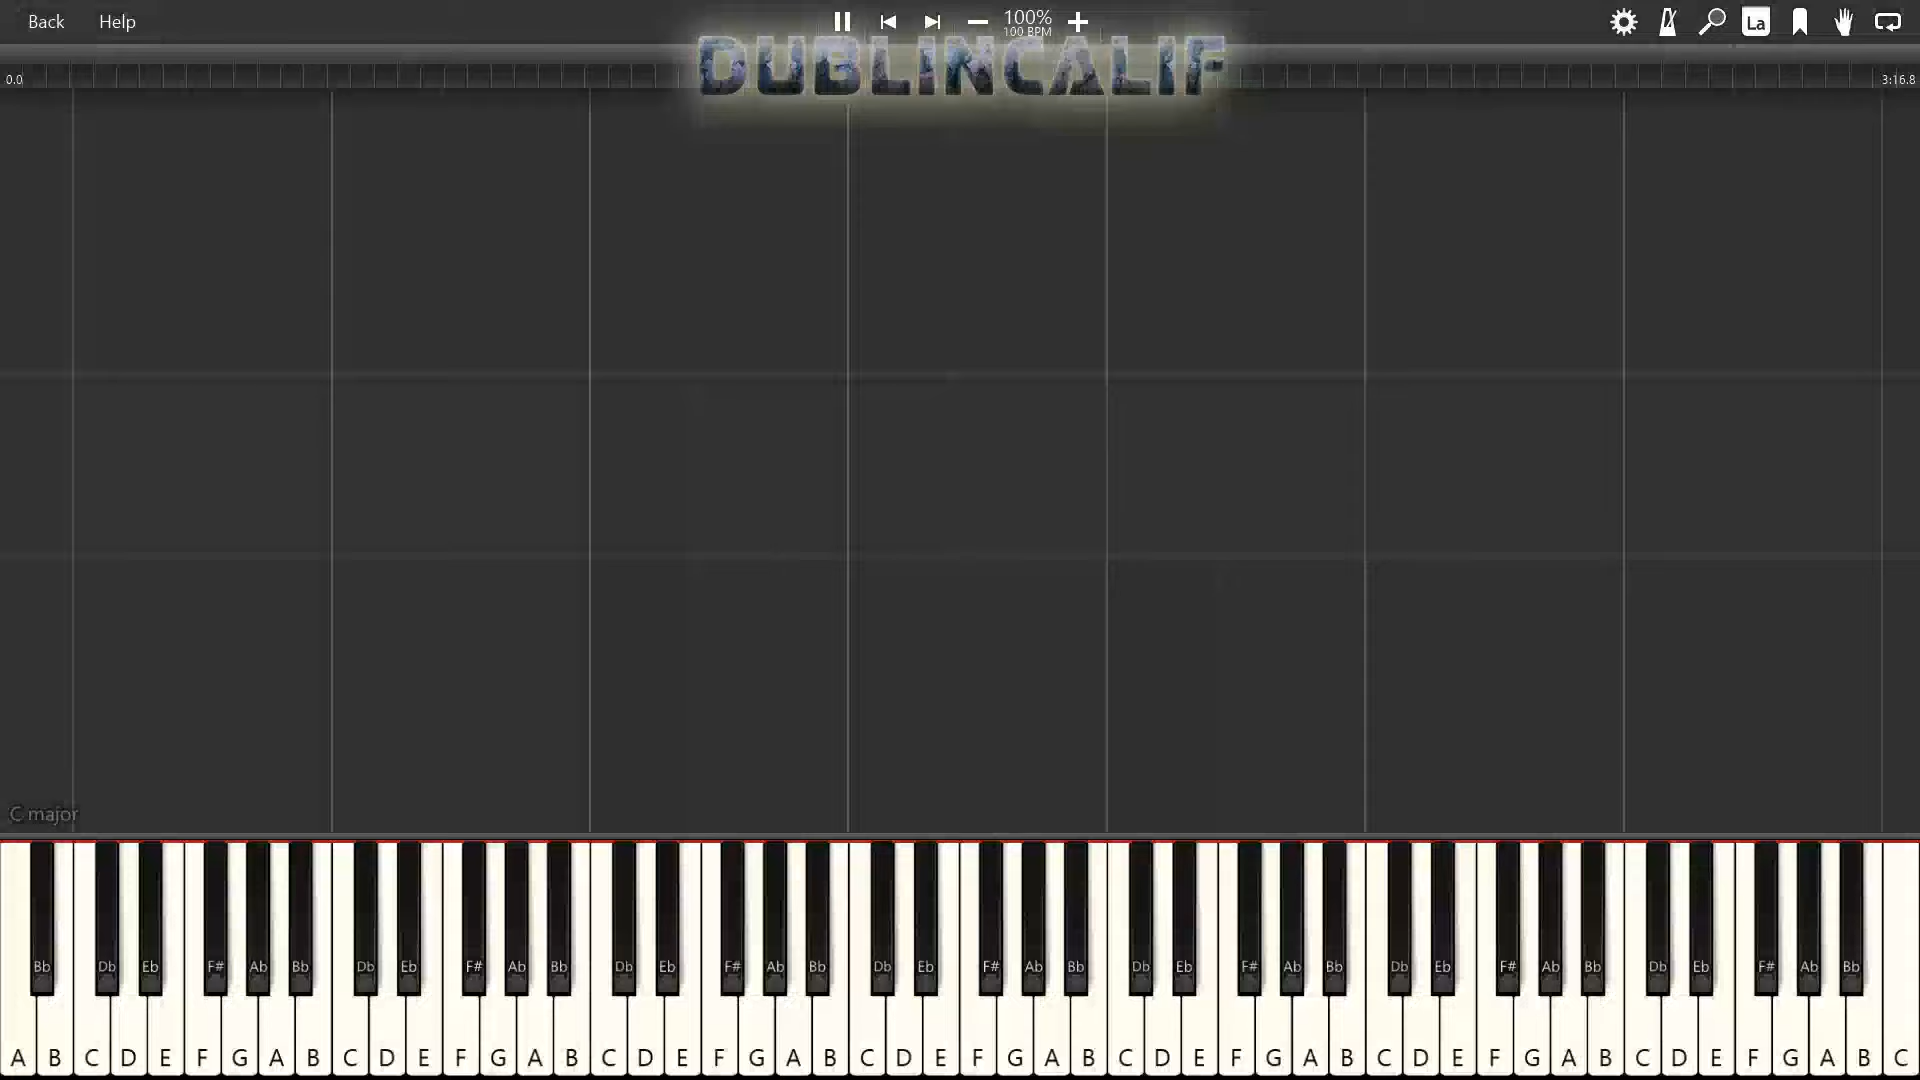 Back Help 100%
100 BPM
DUBLINCALIF
La
0.0 3:16.8
C major
Bb Db Eb F# Ab Bb Db Eb F# Ab Bb Db Eb F# Ab Bb Db Eb F# Ab Bb Db Eb F# Ab Bb Db Eb F# Ab Bb Db Eb F# Ab Bb
A B C D E F G A B C D E F G A B C D E F G A B C D E F G A B C D E F G A B C D E F G A B C D E F G A B C